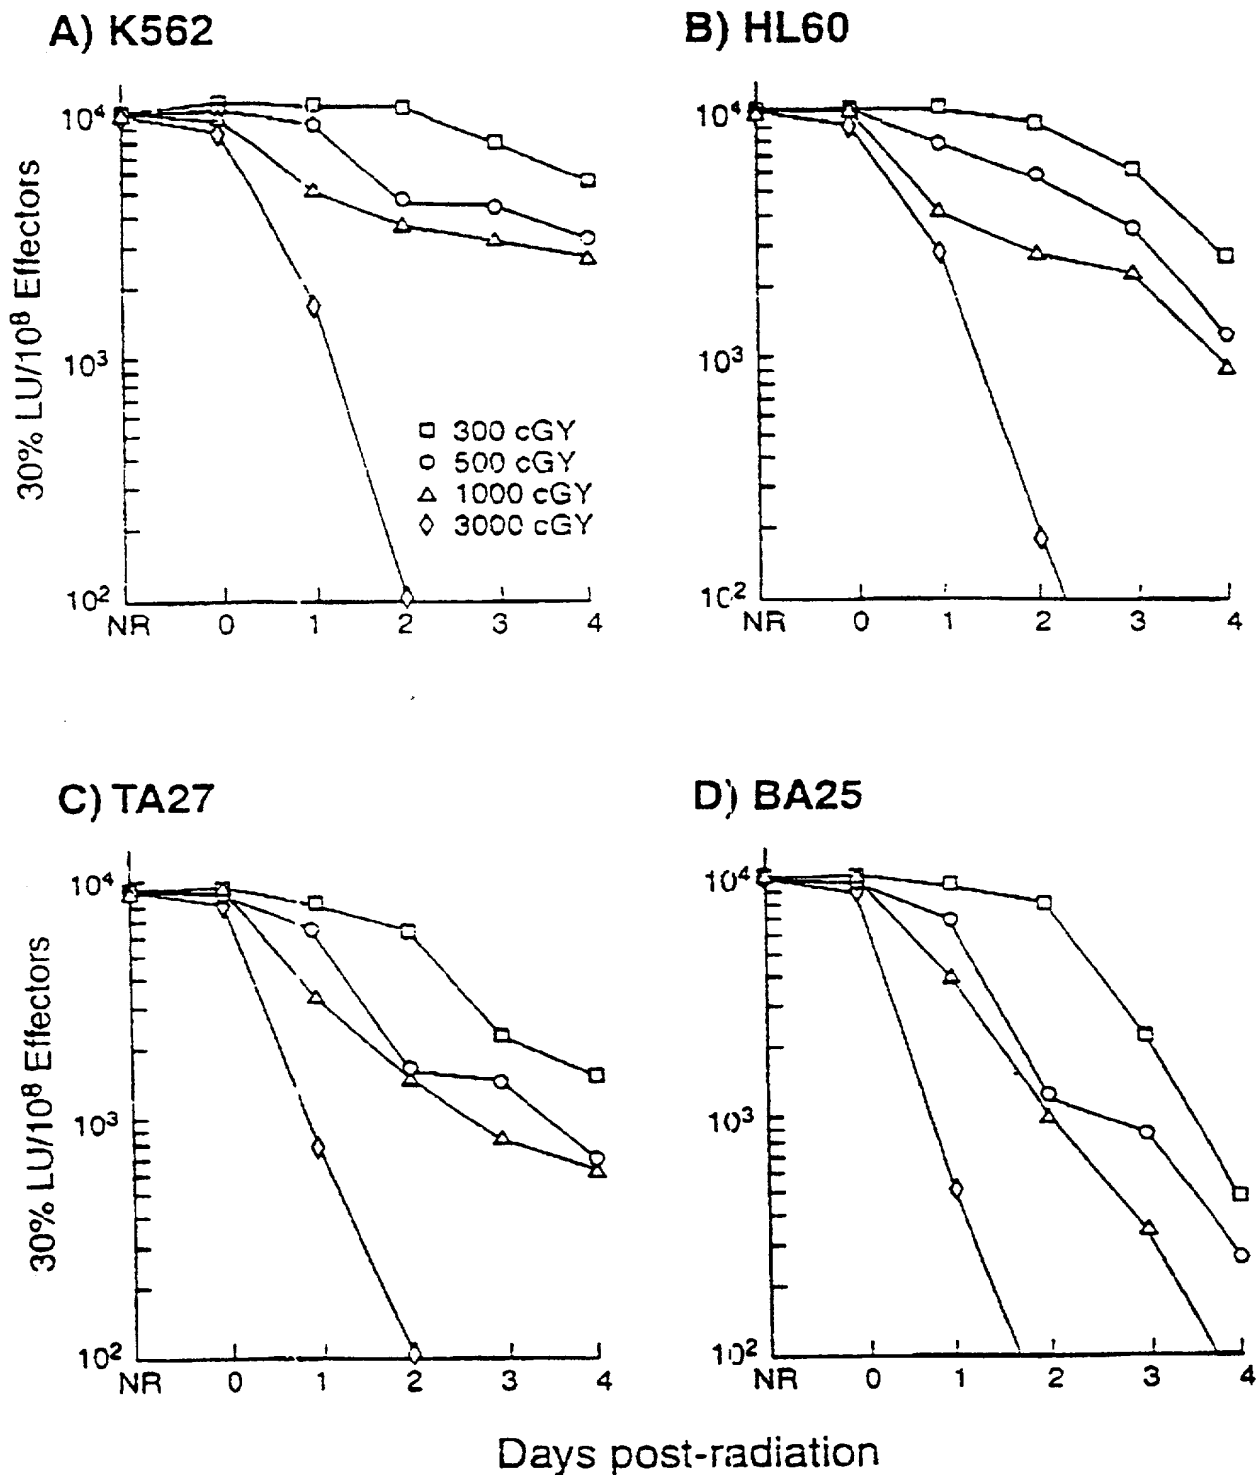 A) K562
B) HL60
30% LU/10⁸ Effectors
10⁴
10³
10²
NR 0 1 2 3 4
300 cGY
500 cGY
1000 cGY
3000 cGY
10⁴
10³
10²
NR 0 1 2 3 4
C) TA27
D) BA25
30% LU/10⁸ Effectors
10⁴
10³
10²
NR 0 1 2 3 4
10⁴
10³
10²
NR 0 1 2 3 4
Days post-radiation